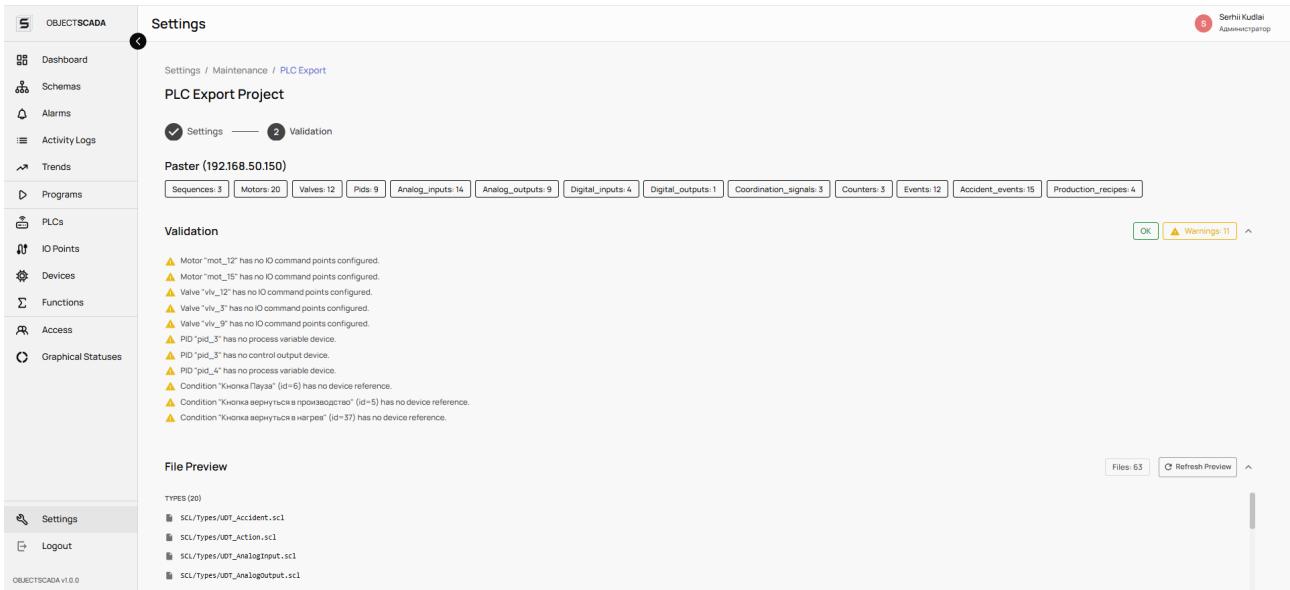 S OBJECTSCADA
Settings
S Serhii Kudlai
Администратор
Dashboard
Schemas
Alarms
Activity Logs
Trends
Programs
PLCs
IO Points
Devices
Functions
Access
Graphical Statuses
Settings
Logout
OBJECTSCADA v1.0.0
Settings / Maintenance / PLC Export
PLC Export Project
Settings 2 Validation
Paster (192.168.50.150)
Sequences: 3 Motors: 20 Valves: 12 Pids: 9 Analog_inputs: 14 Analog_outputs: 9 Digital_inputs: 4 Digital_outputs: 1 Coordination_signals: 3 Counters: 3 Events: 12 Accident_events: 15 Production_recipes: 4
Validation OK Warnings: 11
Motor "mot_12" has no IO command points configured.
Motor "mot_15" has no IO command points configured.
Valve "vlv_12" has no IO command points configured.
Valve "vlv_3" has no IO command points configured.
Valve "vlv_9" has no IO command points configured.
PID "pid_3" has no process variable device.
PID "pid_3" has no control output device.
PID "pid_4" has no process variable device.
Condition "Кнопка Пауза" (id=6) has no device reference.
Condition "Кнопка вернуться в производство" (id=5) has no device reference.
Condition "Кнопка вернуться в нагрев" (id=37) has no device reference.
File Preview Files: 63 Refresh Preview
TYPES (20)
SCL/Types/UDT_Accident.scl
SCL/Types/UDT_Action.scl
SCL/Types/UDT_AnalogInput.scl
SCL/Types/UDT_AnalogOutput.scl